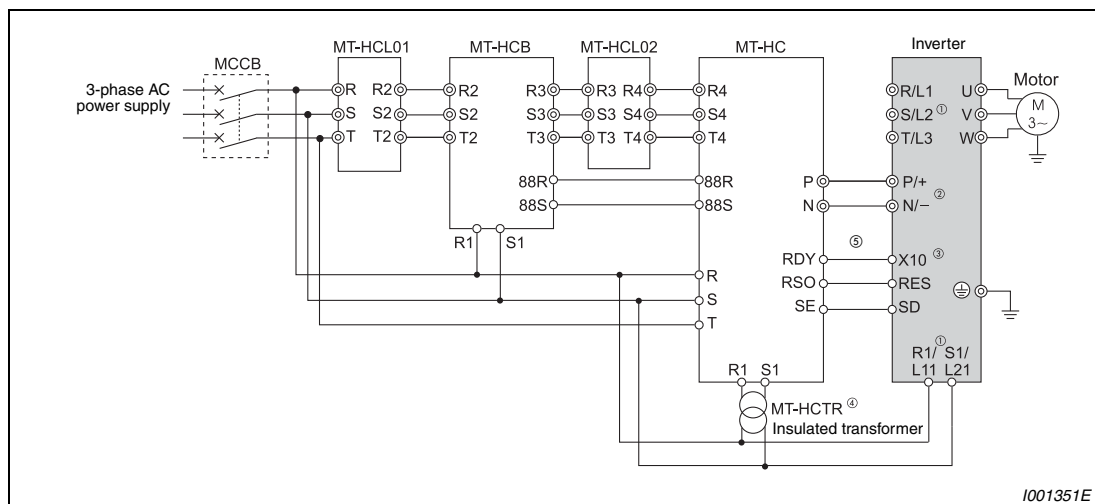 MT-HCL01 MT-HCB MT-HCL02 MT-HC Inverter
MCCB
Motor
3-phase AC
power supply
R R2 R2 R3 R3 R4 R4 R/L1 U
S S2 S2 S3 S3 S4 S4 S/L2 ① V
T T2 T2 T3 T3 T4 T4 T/L3 W
M
3~
88R 88R P P/+
88S 88S N N/− ②
R1 S1
⑤
RDY X10 ③
R
RSO RES
S
SE SD
T
R1/ ① S1/
L11 L21
R1 S1
MT-HCTR ④
Insulated transformer
I001351E